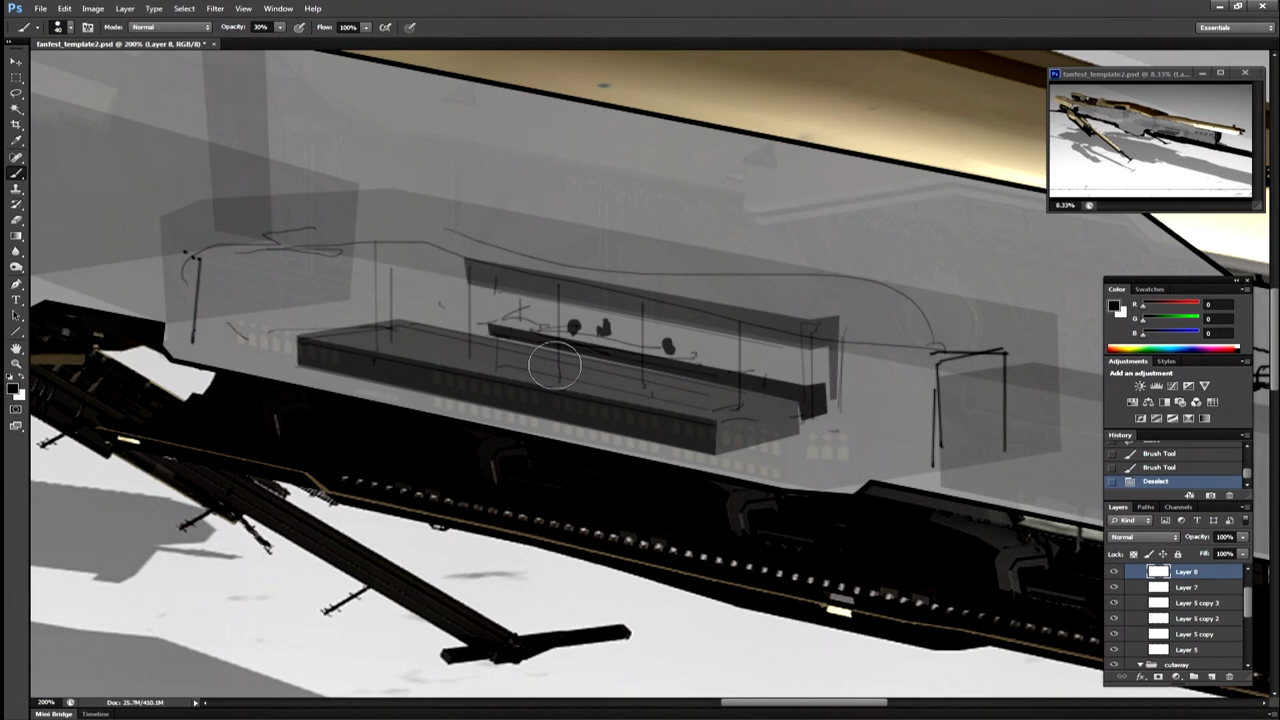 Ps File Edit Image Layer Type Select Filter View Window Help
40 Mode: Normal Opacity: 30% Flow: 100% Essentials
fanfest_template2.psd @ 200% (Layer 8, RGB/8) * ×
fanfest_template2.psd @ 8.33% (La...
8.33%
Color Swatches
R 0
G 0
B 0
Adjustments Styles
Add an adjustment
History
Brush Tool
Brush Tool
Deselect
Layers Paths Channels
Kind
Normal Opacity: 100%
Lock: Fill: 100%
Layer 8
Layer 7
Layer 5 copy 3
Layer 5 copy 2
Layer 5 copy
Layer 5
cutaway
200% Doc: 25.7M/410.1M
Mini Bridge Timeline